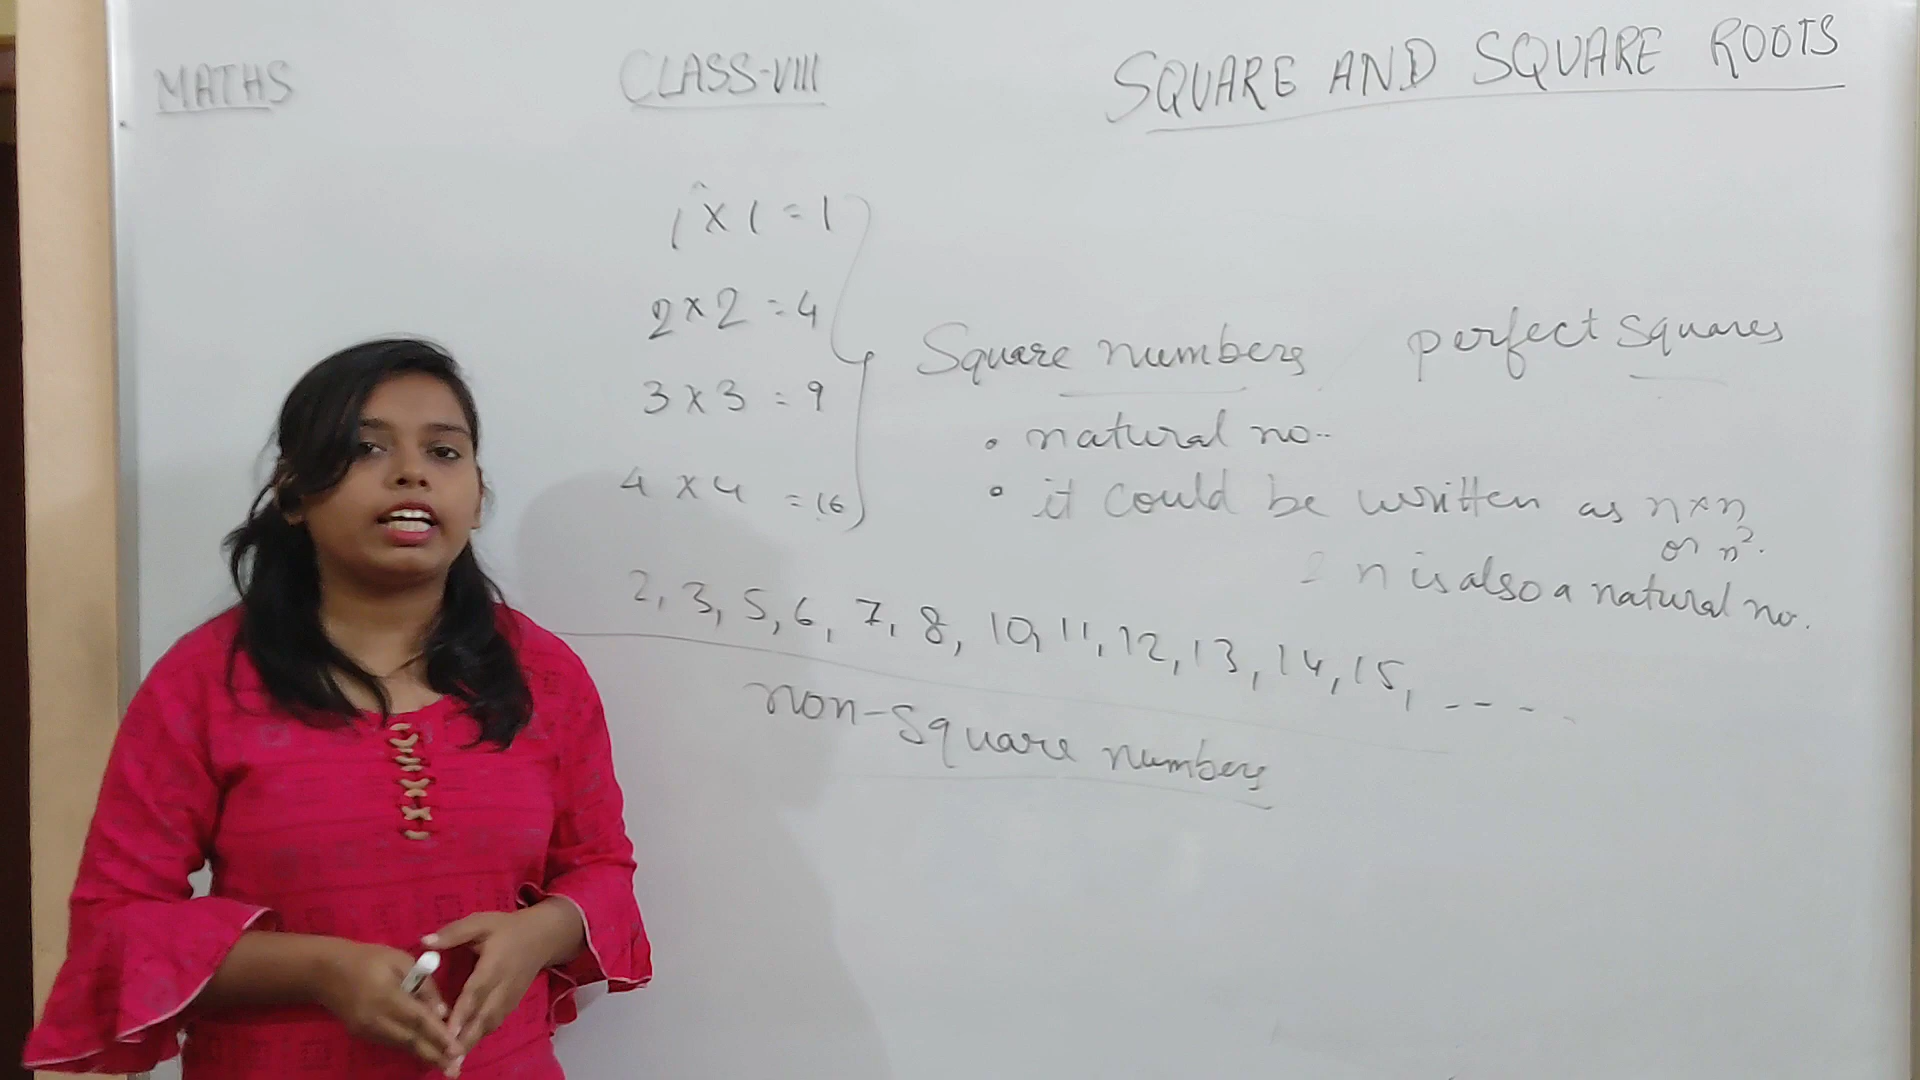 MATHS
CLASS-VIII
SQUARE AND SQUARE ROOTS
1 x 1 = 1
2 x 2 = 4
3 x 3 = 9
4 x 4 = 16
Square numbers / perfect squares
• natural no..
• it could be written as n x n
or n².
n is also a natural no.
2, 3, 5, 6, 7, 8, 10, 11, 12, 13, 14, 15, - - - -
non-square numbers